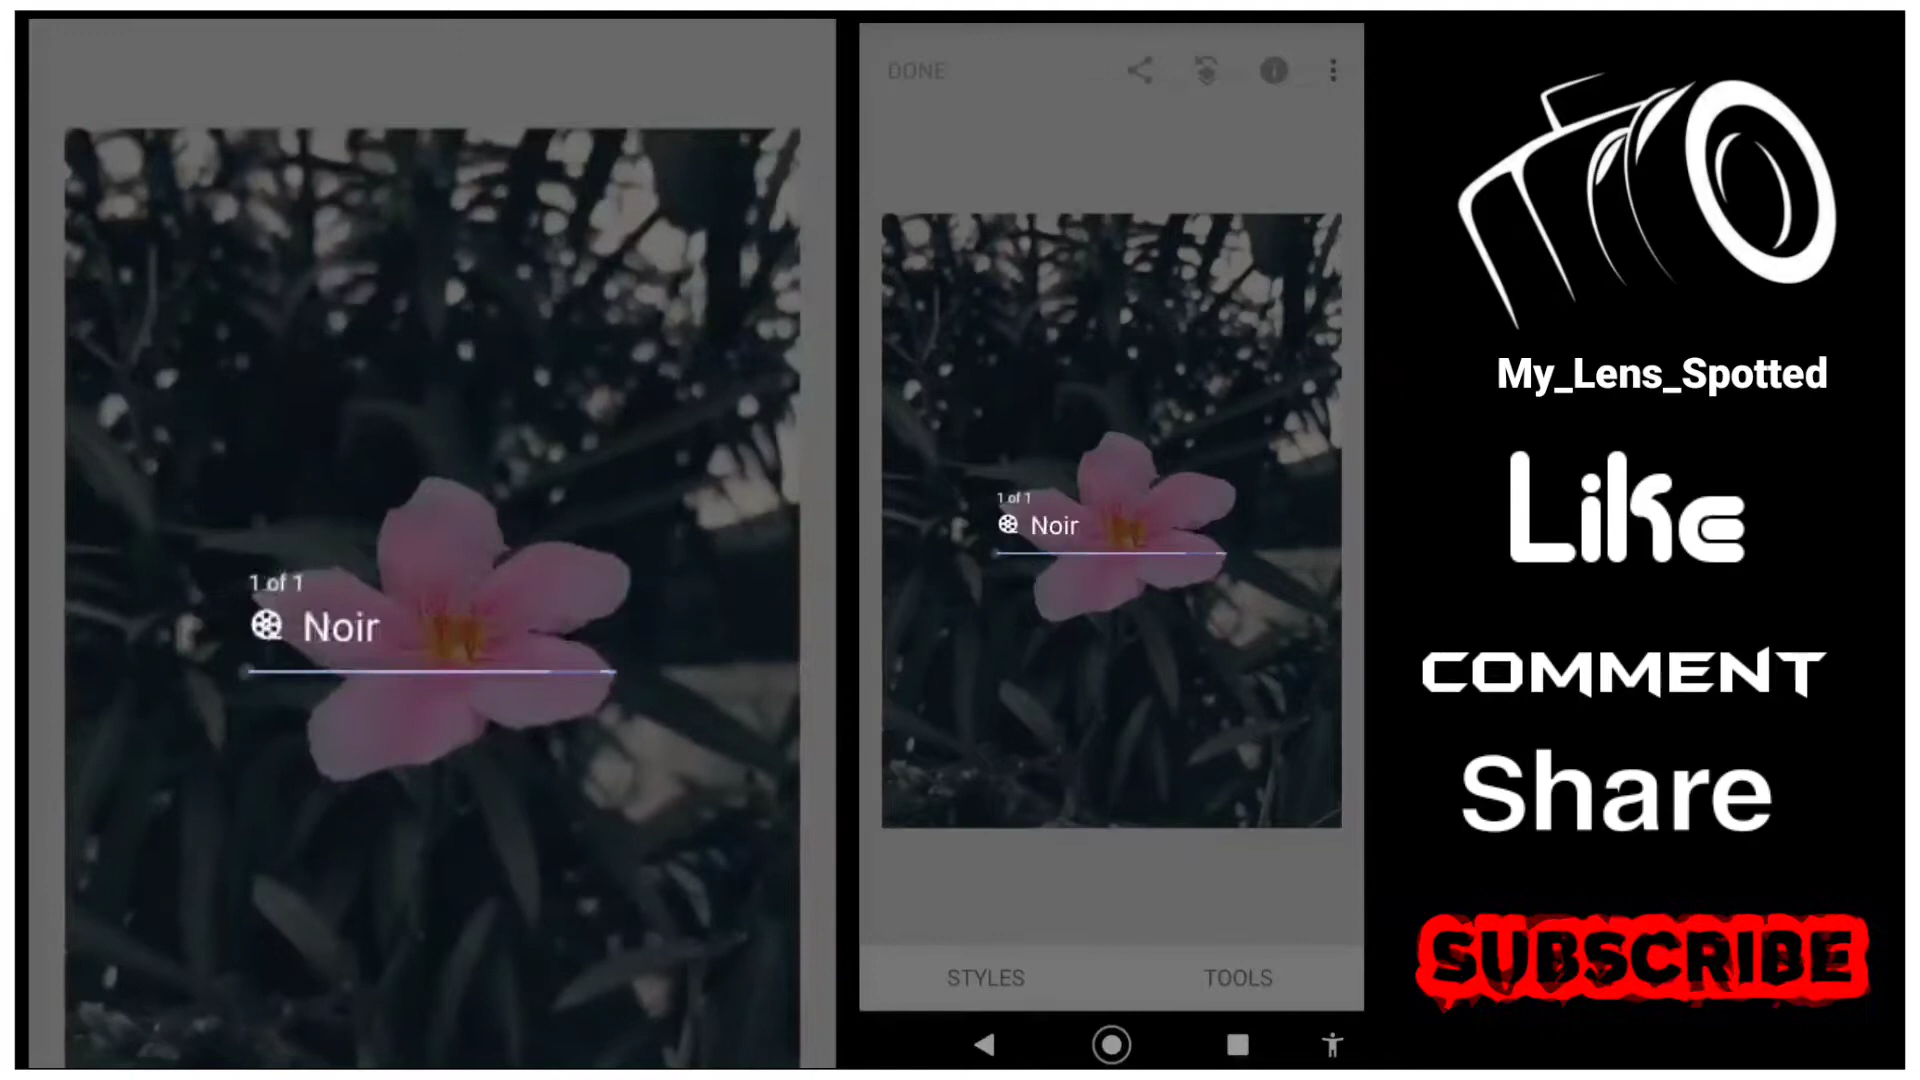 1 of 1
Noir
DONE
1 of 1
Noir
STYLES
TOOLS
My_Lens_Spotted
Like
COMMENT
Share
SUBSCRIBE